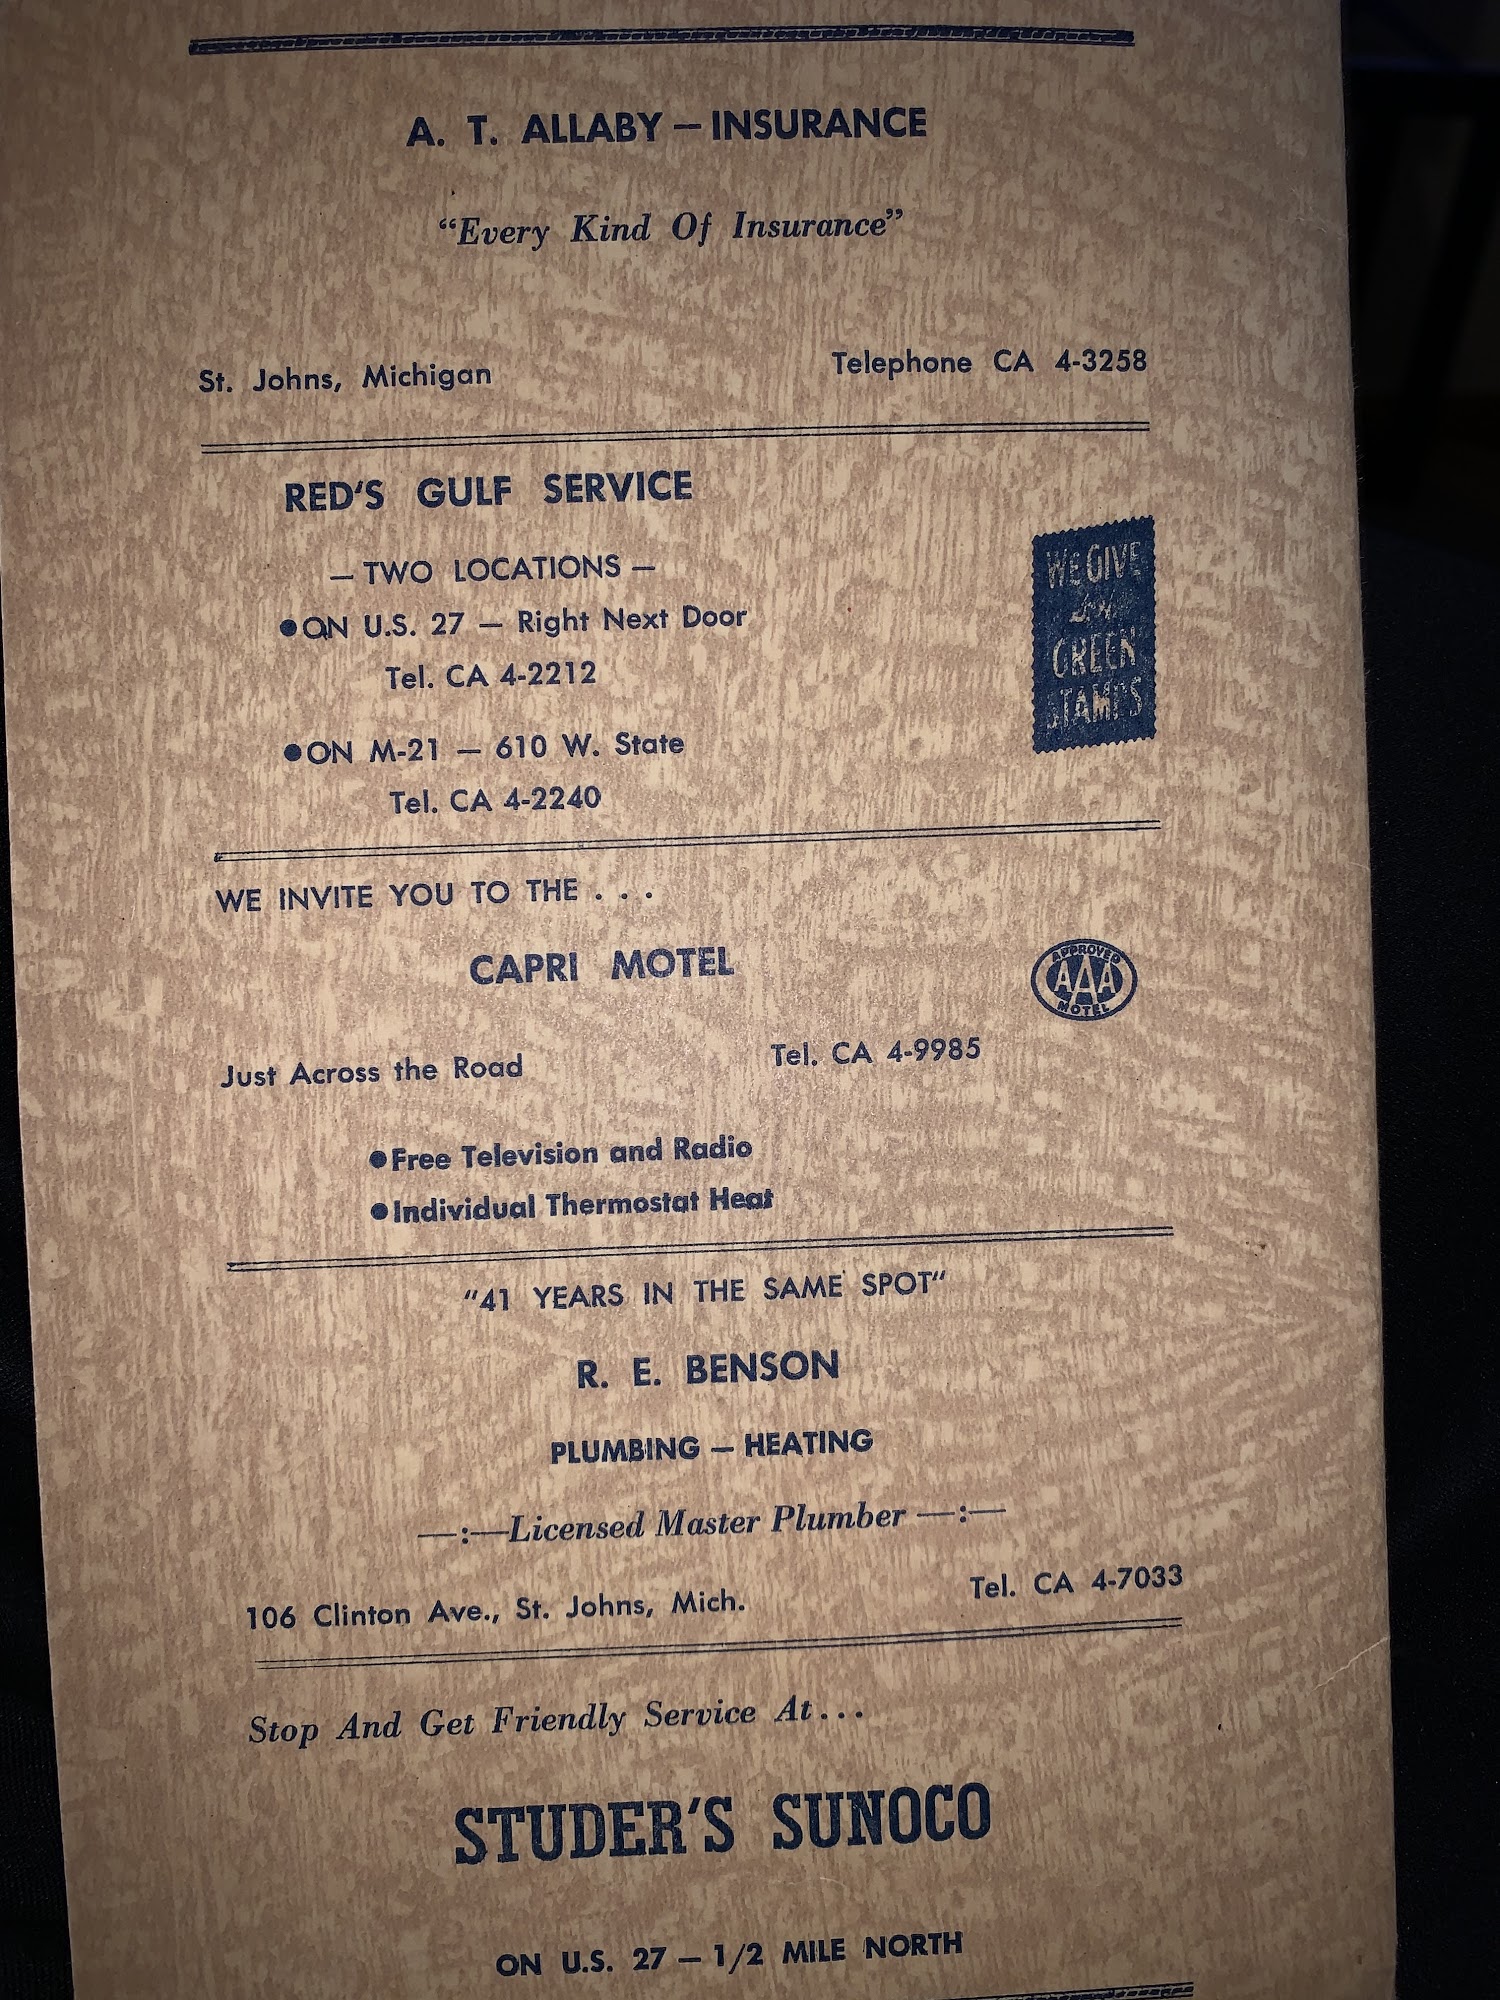 A. T. ALLABY — INSURANCE
“Every Kind Of Insurance”
St. Johns, Michigan Telephone CA 4-3258
RED'S GULF SERVICE
— TWO LOCATIONS —
●ON U.S. 27 — Right Next Door
Tel. CA 4-2212
●ON M-21 — 610 W. State
Tel. CA 4-2240
WE GIVE
GREEN
STAMPS
WE INVITE YOU TO THE . . .
CAPRI MOTEL
APPROVED
AAA
MOTEL
Just Across the Road Tel. CA 4-9985
●Free Television and Radio
●Individual Thermostat Heat
"41 YEARS IN THE SAME SPOT"
R. E. BENSON
PLUMBING — HEATING
—:—Licensed Master Plumber —:—
106 Clinton Ave., St. Johns, Mich. Tel. CA 4-7033
Stop And Get Friendly Service At...
STUDER'S SUNOCO
ON U.S. 27 — 1/2 MILE NORTH